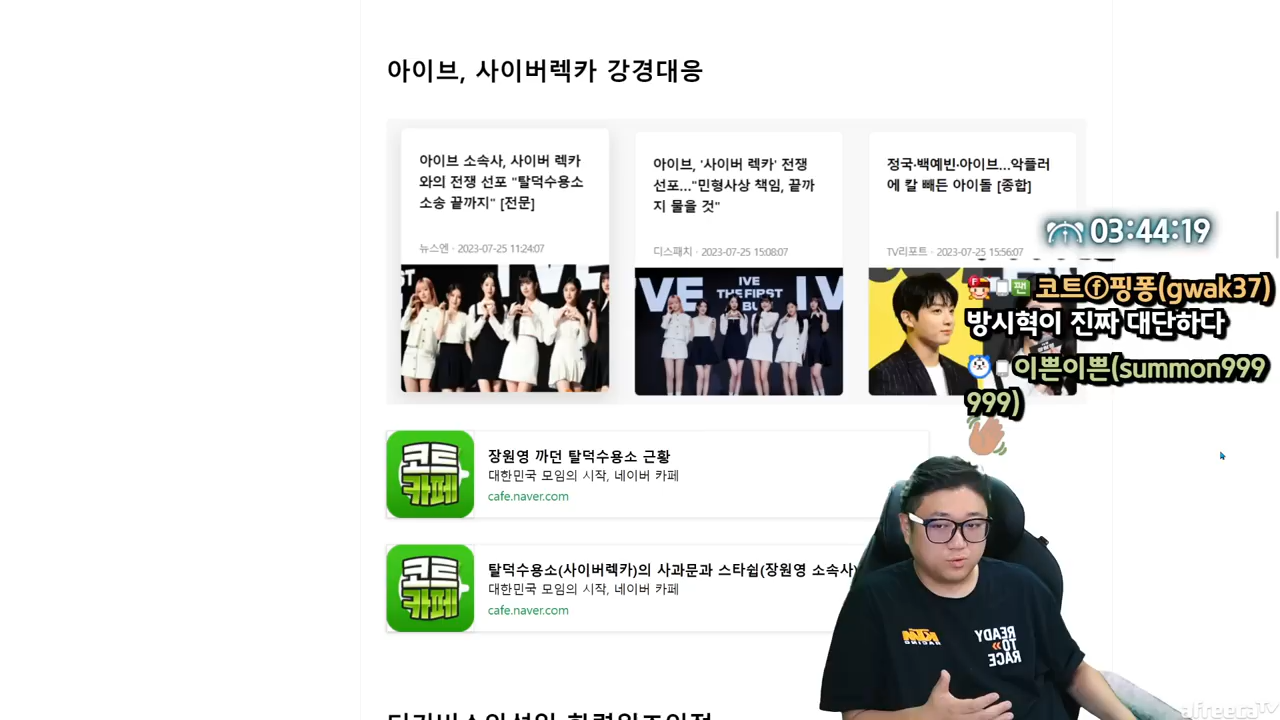 아이브, 사이버렉카 강경대응
아이브 소속사, 사이버 렉카
와의 전쟁 선포 "탈덕수용소
소송 끝까지" [전문]
뉴스엔 · 2023-07-25 11:24:07
아이브, '사이버 렉카' 전쟁
선포..."민형사상 책임, 끝까
지 물을 것"
디스패치 · 2023-07-25 15:08:07
정국·백예빈·아이브...악플러
에 칼 빼든 아이돌 [종합]
TV리포트 · 2023-07-25 15:56:07
IVE
THE FIRST
03:44:19
팬 코트ⓕ핑퐁(gwak37)
방시혁이 진짜 대단하다
이쁜이쁜(summon999
999)
코트
카페
장원영 까던 탈덕수용소 근황
대한민국 모임의 시작, 네이버 카페
cafe.naver.com
코트
카페
탈덕수용소(사이버렉카)의 사과문과 스타쉽(장원영 소속사)
대한민국 모임의 시작, 네이버 카페
cafe.naver.com
KTM
RACING
READY
TO
RACE
afreecaTV